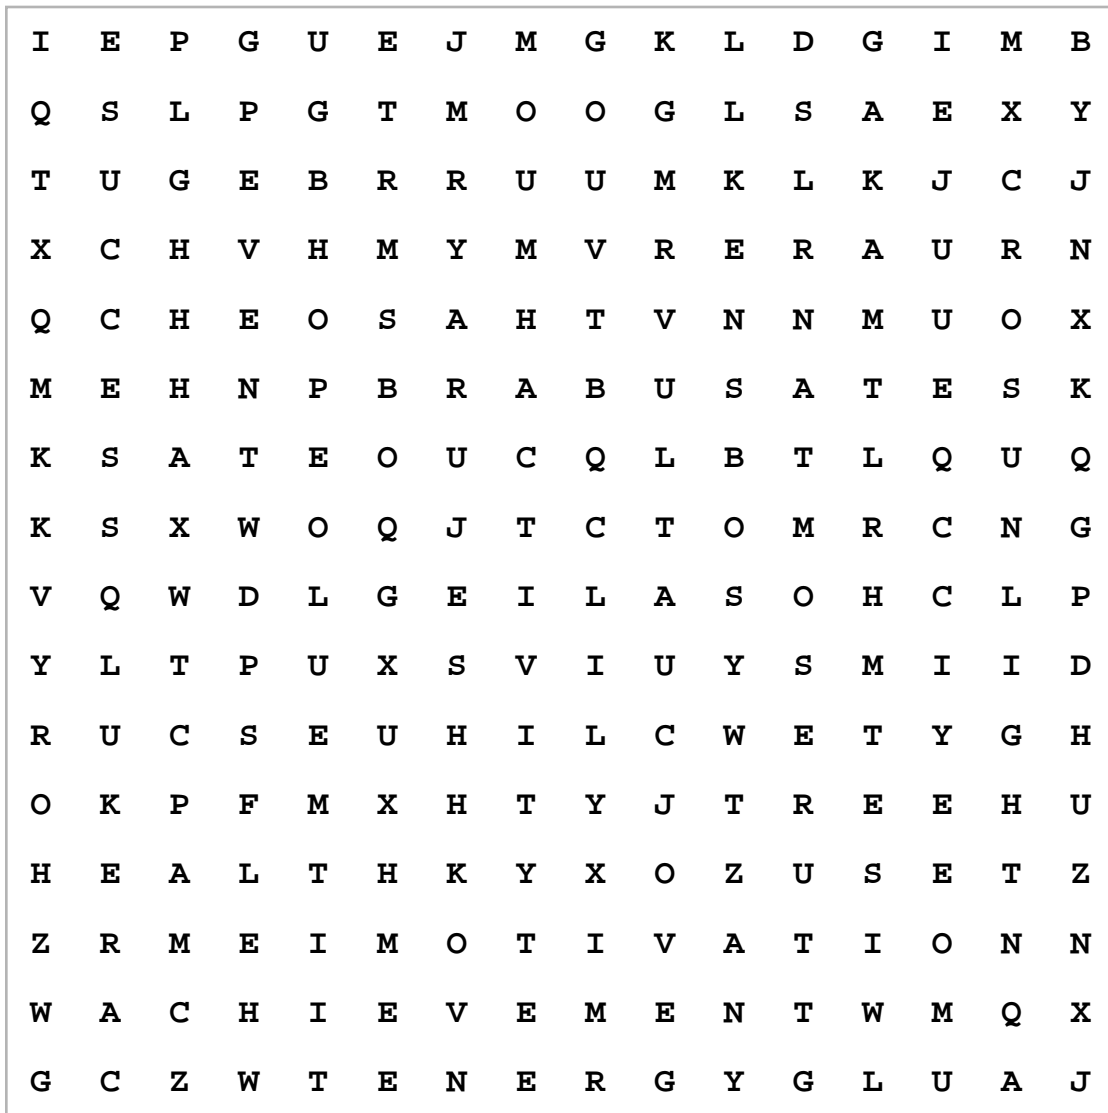 I E P G U E J M G K L D G I M B
Q S L P G T M O O G L S A E X Y
T U G E B R R U U M K L K J C J
X C H V H M Y M V R E R A U R N
Q C H E O S A H T V N N M U O X
M E H N P B R A B U S A T E S K
K S A T E O U C Q L B T L Q U Q
K S X W O Q J T C T O M R C N G
V Q W D L G E I L A S O H C L P
Y L T P U X S V I U Y S M I I D
R U C S E U H I L C W E T Y G H
O K P F M X H T Y J T R E E H U
H E A L T H K Y X O Z U S E T Z
Z R M E I M O T I V A T I O N N
W A C H I E V E M E N T W M Q X
G C Z W T E N E R G Y G L U A J